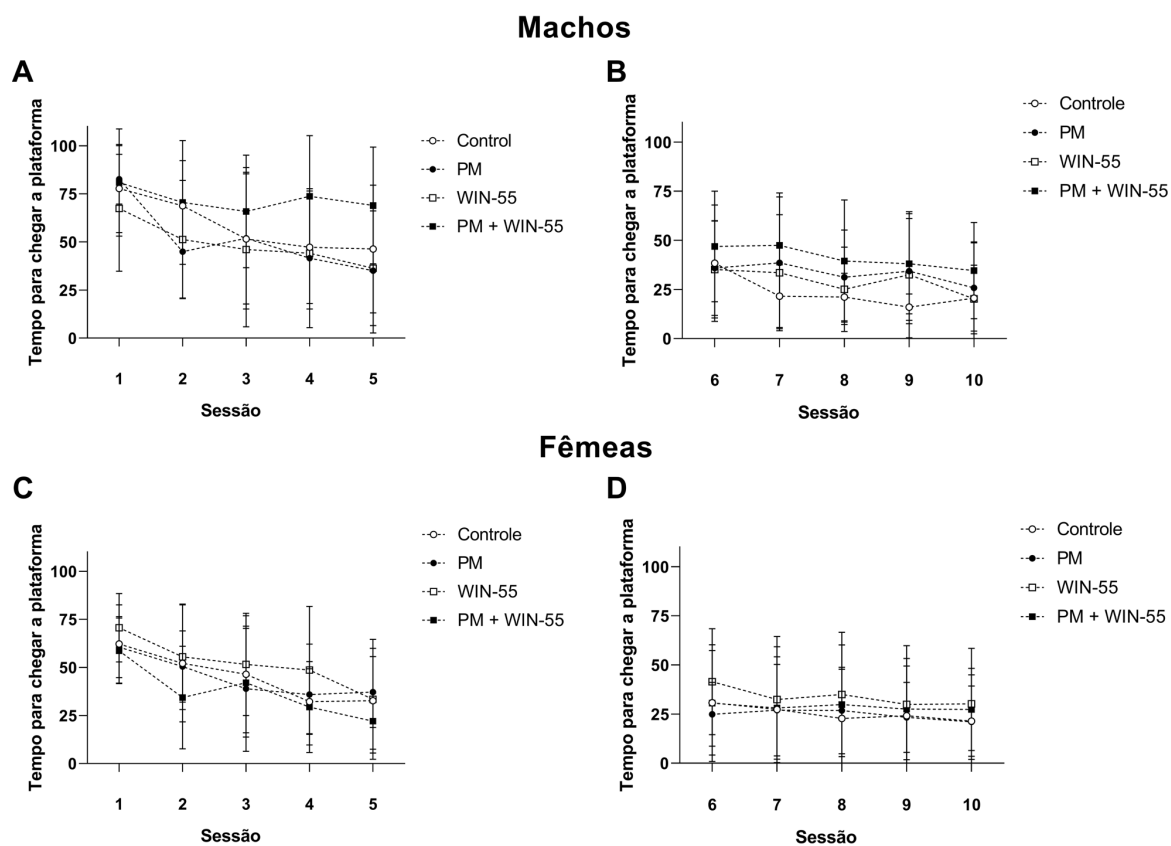 Machos
A
Tempo para chegar a plataforma
100
75
50
25
0
1 2 3 4 5
Sessão
Control
PM
WIN-55
PM + WIN-55
B
Tempo para chegar a plataforma
100
75
50
25
0
6 7 8 9 10
Sessão
Controle
PM
WIN-55
PM + WIN-55
Fêmeas
C
Tempo para chegar a plataforma
100
75
50
25
0
1 2 3 4 5
Sessão
Controle
PM
WIN-55
PM + WIN-55
D
Tempo para chegar a plataforma
100
75
50
25
0
6 7 8 9 10
Sessão
Controle
PM
WIN-55
PM + WIN-55